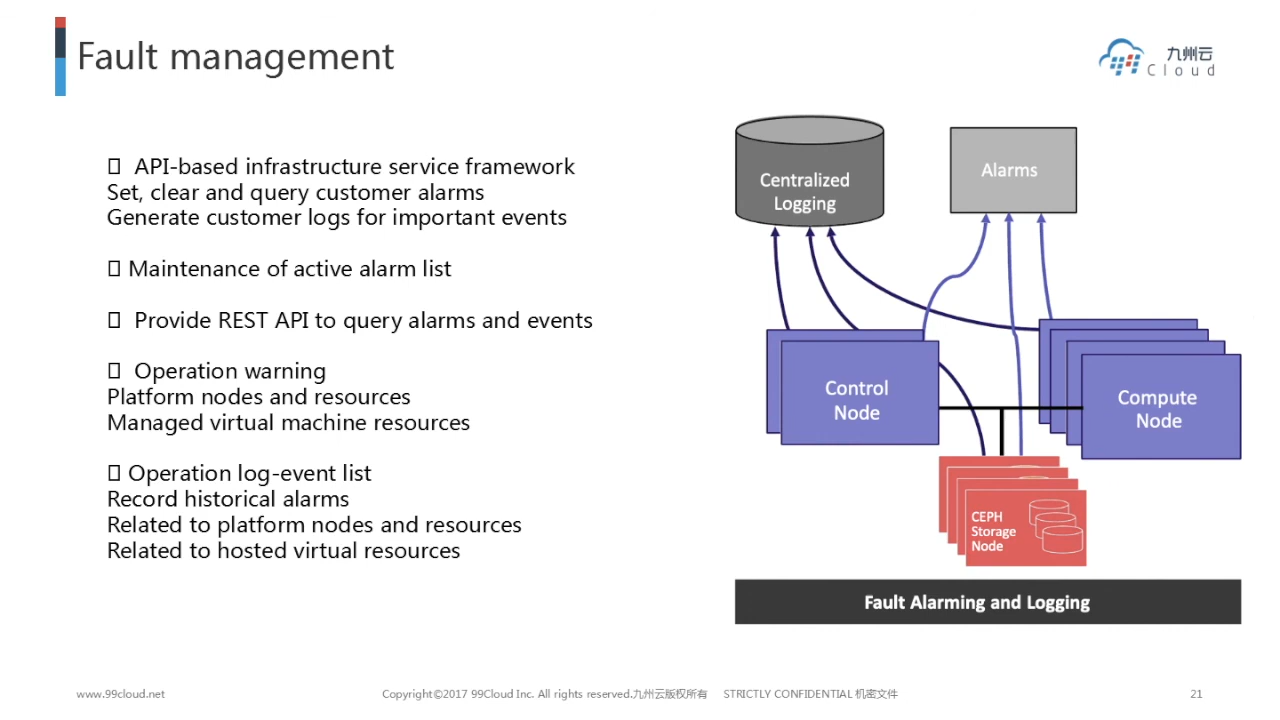 Fault management
九州云
Cloud
API-based infrastructure service framework
Set, clear and query customer alarms
Generate customer logs for important events
Maintenance of active alarm list
Provide REST API to query alarms and events
Operation warning
Platform nodes and resources
Managed virtual machine resources
Operation log-event list
Record historical alarms
Related to platform nodes and resources
Related to hosted virtual resources
Centralized
Logging
Alarms
Control
Node
Compute
Node
CEPH
Storage
Node
Fault Alarming and Logging
www.99cloud.net
Copyright©2017 99Cloud Inc. All rights reserved.九州云版权所有 STRICTLY CONFIDENTIAL 机密文件
21